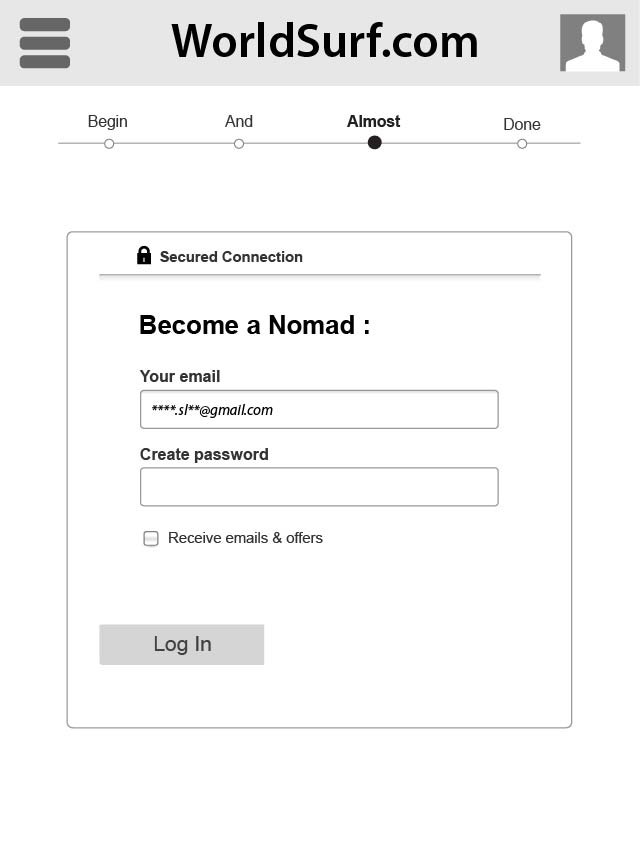 WorldSurf.com
Begin
And
Almost
Done
Secured Connection
Become a Nomad :
Your email
****.sl**@gmail.com
Create password
Receive emails & offers
Log In